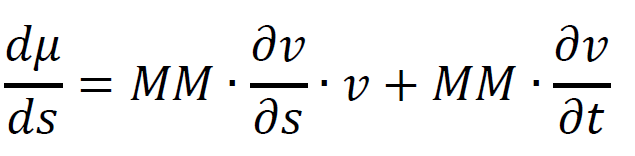 dμ/ds = MM · ∂v/∂s · v + MM · ∂v/∂t